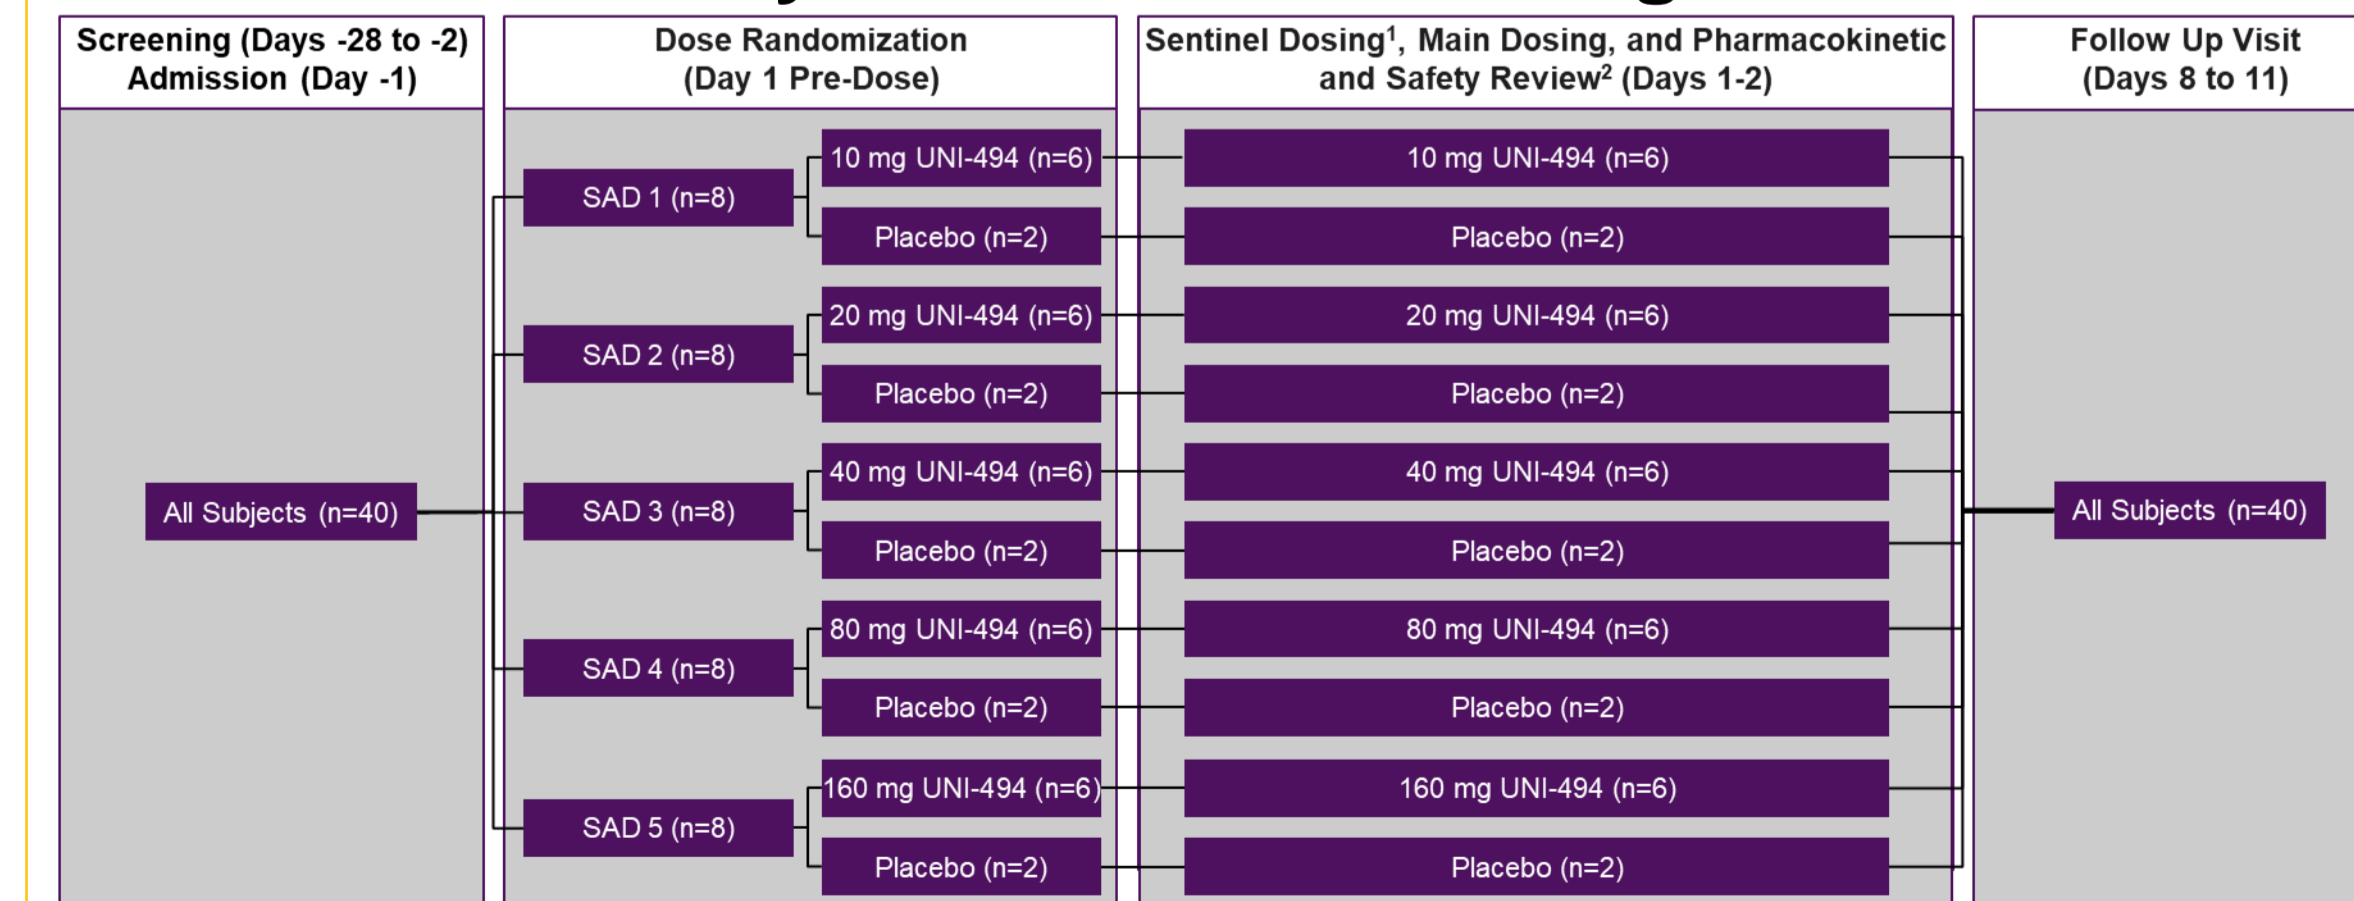 Screening (Days -28 to -2)
Admission (Day -1)
Dose Randomization
(Day 1 Pre-Dose)
Sentinel Dosing¹, Main Dosing, and Pharmacokinetic
and Safety Review² (Days 1-2)
Follow Up Visit
(Days 8 to 11)
All Subjects (n=40)
SAD 1 (n=8)
10 mg UNI-494 (n=6)
Placebo (n=2)
SAD 2 (n=8)
20 mg UNI-494 (n=6)
Placebo (n=2)
SAD 3 (n=8)
40 mg UNI-494 (n=6)
Placebo (n=2)
SAD 4 (n=8)
80 mg UNI-494 (n=6)
Placebo (n=2)
SAD 5 (n=8)
160 mg UNI-494 (n=6)
Placebo (n=2)
10 mg UNI-494 (n=6)
Placebo (n=2)
20 mg UNI-494 (n=6)
Placebo (n=2)
40 mg UNI-494 (n=6)
Placebo (n=2)
80 mg UNI-494 (n=6)
Placebo (n=2)
160 mg UNI-494 (n=6)
Placebo (n=2)
All Subjects (n=40)